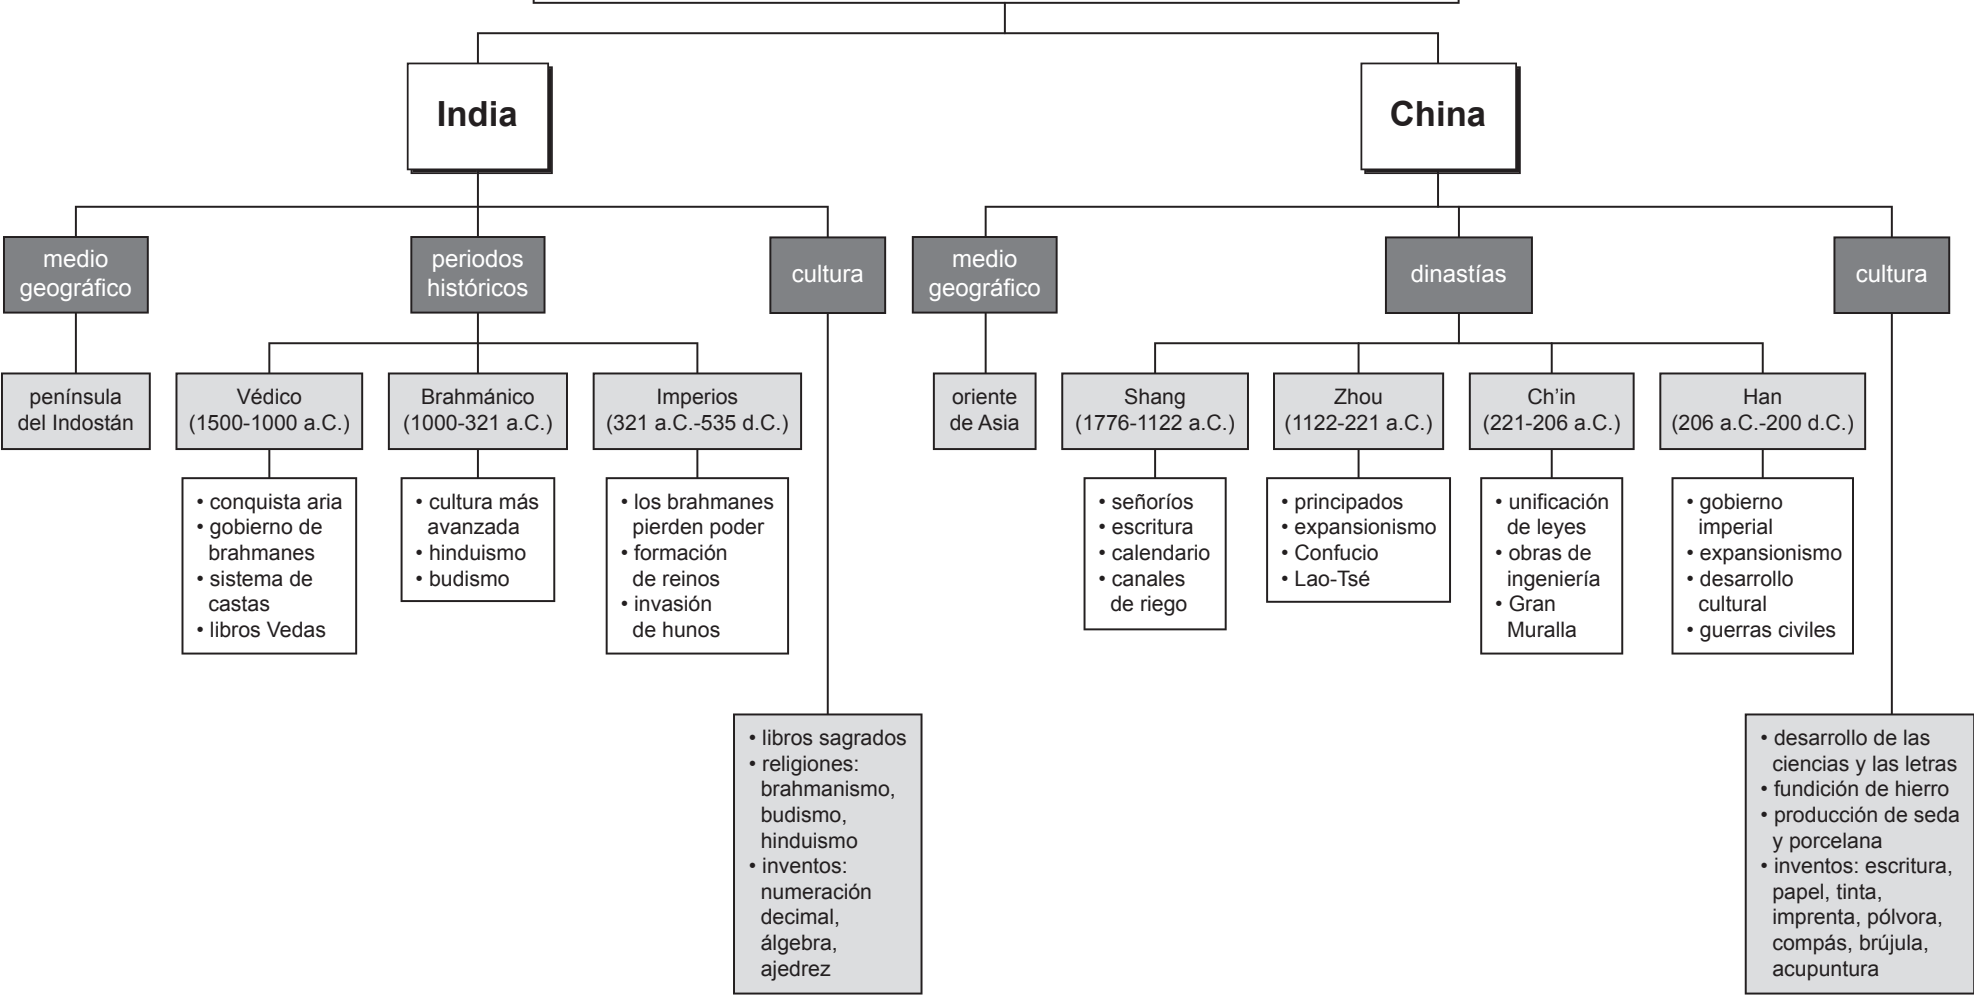 India
China
medio
geográfico
periodos
históricos
cultura
medio
geográfico
dinastías
cultura
península
del Indostán
Védico
(1500-1000 a.C.)
Brahmánico
(1000-321 a.C.)
Imperios
(321 a.C.-535 d.C.)
oriente
de Asia
Shang
(1776-1122 a.C.)
Zhou
(1122-221 a.C.)
Ch’in
(221-206 a.C.)
Han
(206 a.C.-200 d.C.)
• conquista aria
• gobierno de
brahmanes
• sistema de
castas
• libros Vedas
• cultura más
avanzada
• hinduismo
• budismo
• los brahmanes
pierden poder
• formación
de reinos
• invasión
de hunos
• señoríos
• escritura
• calendario
• canales
de riego
• principados
• expansionismo
• Confucio
• Lao-Tsé
• unificación
de leyes
• obras de
ingeniería
• Gran
Muralla
• gobierno
imperial
• expansionismo
• desarrollo
cultural
• guerras civiles
• libros sagrados
• religiones:
brahmanismo,
budismo,
hinduismo
• inventos:
numeración
decimal,
álgebra,
ajedrez
• desarrollo de las
ciencias y las letras
• fundición de hierro
• producción de seda
y porcelana
• inventos: escritura,
papel, tinta,
imprenta, pólvora,
compás, brújula,
acupuntura